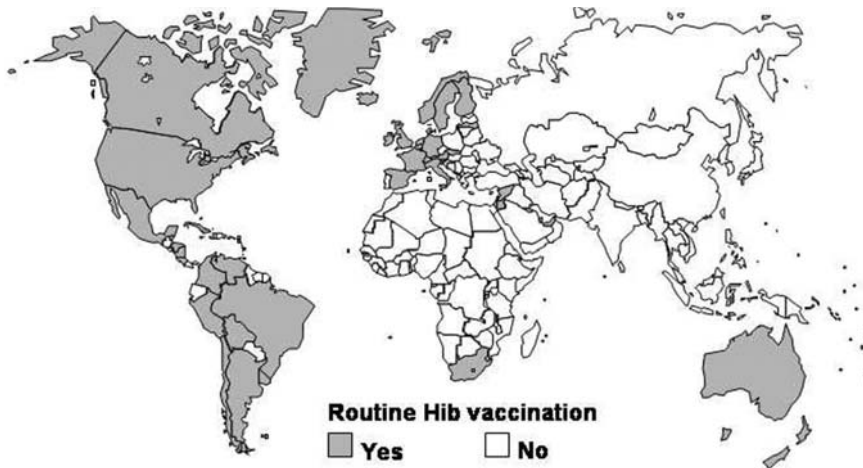 Routine Hib vaccination
Yes No